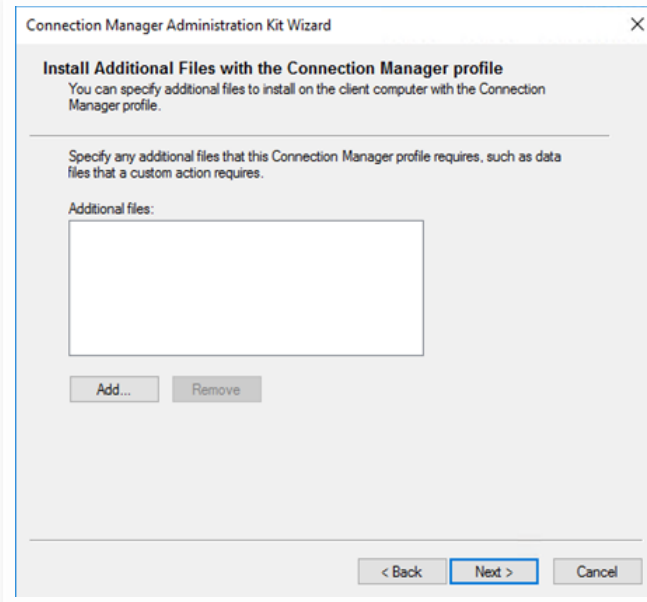 Connection Manager Administration Kit Wizard
Install Additional Files with the Connection Manager profile
You can specify additional files to install on the client computer with the Connection
Manager profile.
Specify any additional files that this Connection Manager profile requires, such as data
files that a custom action requires.
Additional files:
Add...
Remove
< Back
Next >
Cancel